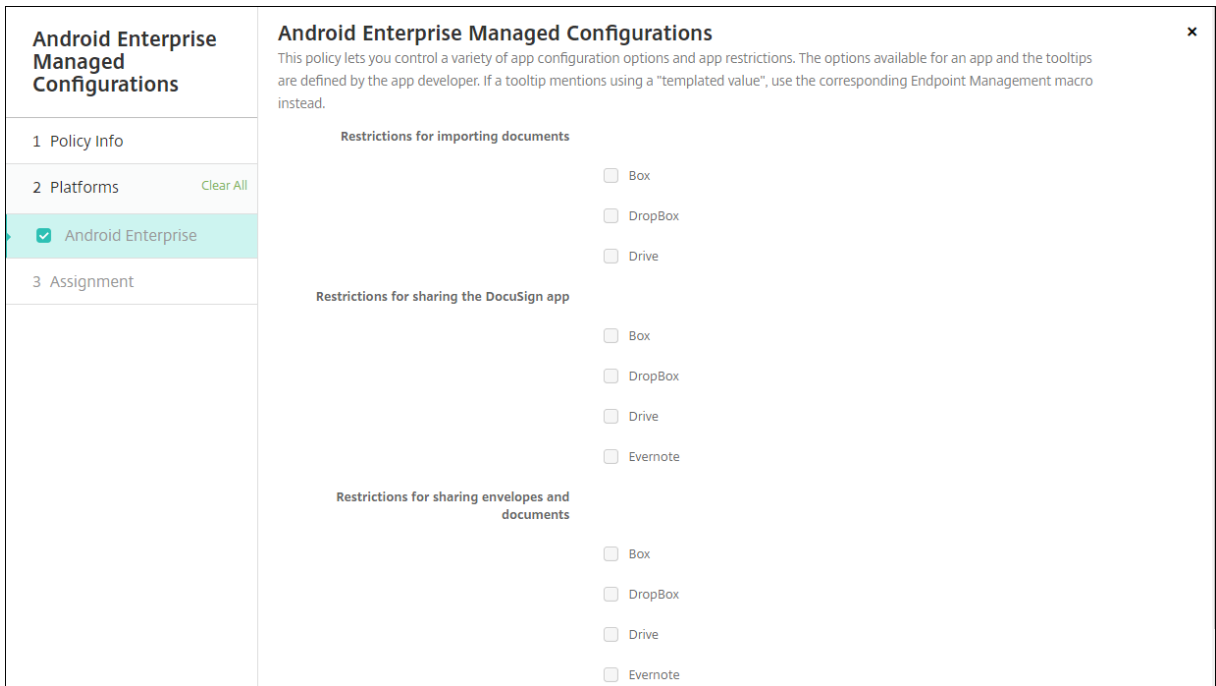 Android Enterprise
Managed
Configurations
1 Policy Info
2 Platforms
Clear All
Android Enterprise
3 Assignment
Android Enterprise Managed Configurations
This policy lets you control a variety of app configuration options and app restrictions. The options available for an app and the tooltips
are defined by the app developer. If a tooltip mentions using a "templated value", use the corresponding Endpoint Management macro
instead.
Restrictions for importing documents
Box
DropBox
Drive
Restrictions for sharing the DocuSign app
Box
DropBox
Drive
Evernote
Restrictions for sharing envelopes and
documents
Box
DropBox
Drive
Evernote